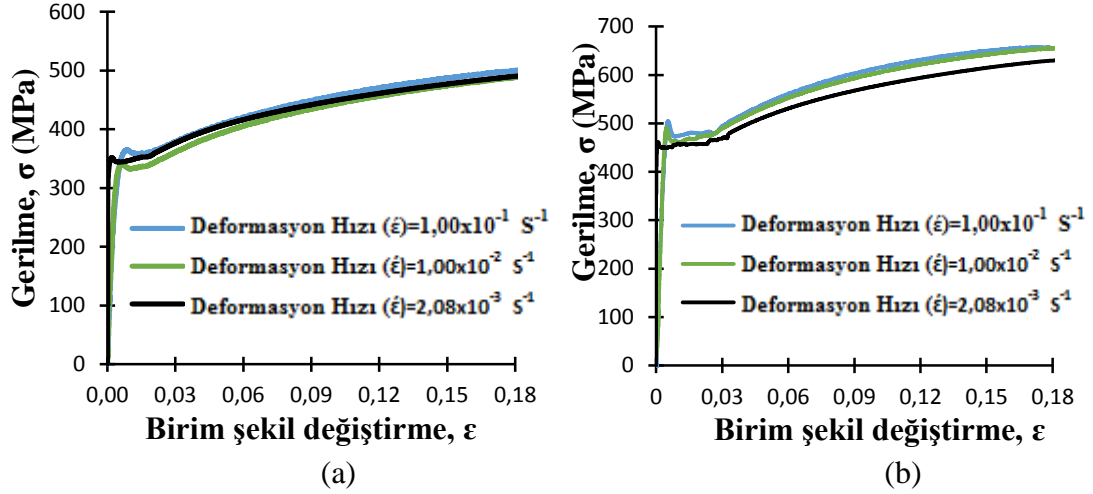 600
500
400
300
200
100
0
Gerilme, σ (MPa)
Deformasyon Hızı (έ)=1,00x10⁻¹ S⁻¹
Deformasyon Hızı (έ)=1,00x10⁻² S⁻¹
Deformasyon Hızı (έ)=2,08x10⁻³ S⁻¹
0,00 0,03 0,06 0,09 0,12 0,15 0,18
Birim şekil değiştirme, ε
(a)
700
600
500
400
300
200
100
0
Gerilme, σ (MPa)
Deformasyon Hızı (έ)=1,00x10⁻¹ S⁻¹
Deformasyon Hızı (έ)=1,00x10⁻² S⁻¹
Deformasyon Hızı (έ)=2,08x10⁻³ S⁻¹
0 0,03 0,06 0,09 0,12 0,15 0,18
Birim şekil değiştirme, ε
(b)